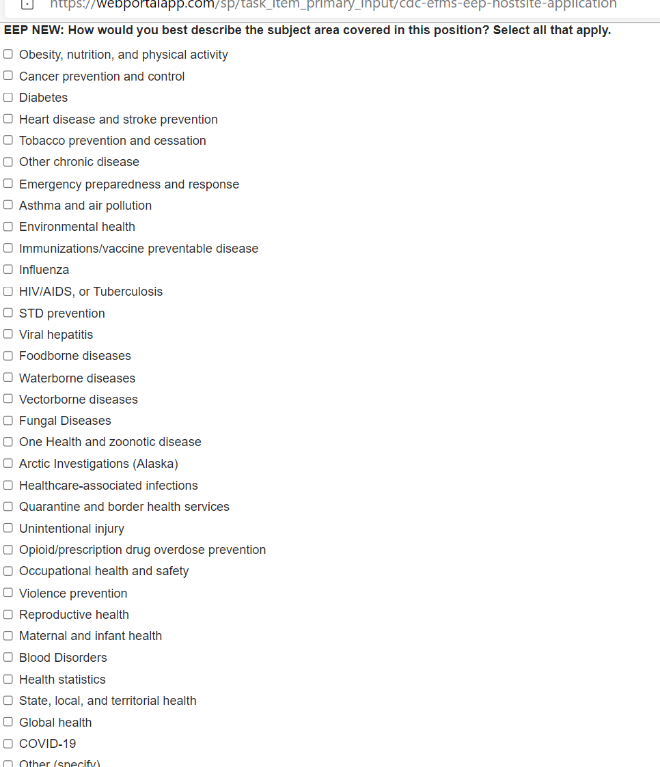 https://webportalapp.com/sp/task_item_primary_input/cdc-efms-eep-hostsite-application
EEP NEW: How would you best describe the subject area covered in this position? Select all that apply.
Obesity, nutrition, and physical activity
Cancer prevention and control
Diabetes
Heart disease and stroke prevention
Tobacco prevention and cessation
Other chronic disease
Emergency preparedness and response
Asthma and air pollution
Environmental health
Immunizations/vaccine preventable disease
Influenza
HIV/AIDS, or Tuberculosis
STD prevention
Viral hepatitis
Foodborne diseases
Waterborne diseases
Vectorborne diseases
Fungal Diseases
One Health and zoonotic disease
Arctic Investigations (Alaska)
Healthcare-associated infections
Quarantine and border health services
Unintentional injury
Opioid/prescription drug overdose prevention
Occupational health and safety
Violence prevention
Reproductive health
Maternal and infant health
Blood Disorders
Health statistics
State, local, and territorial health
Global health
COVID-19
Other (specify)